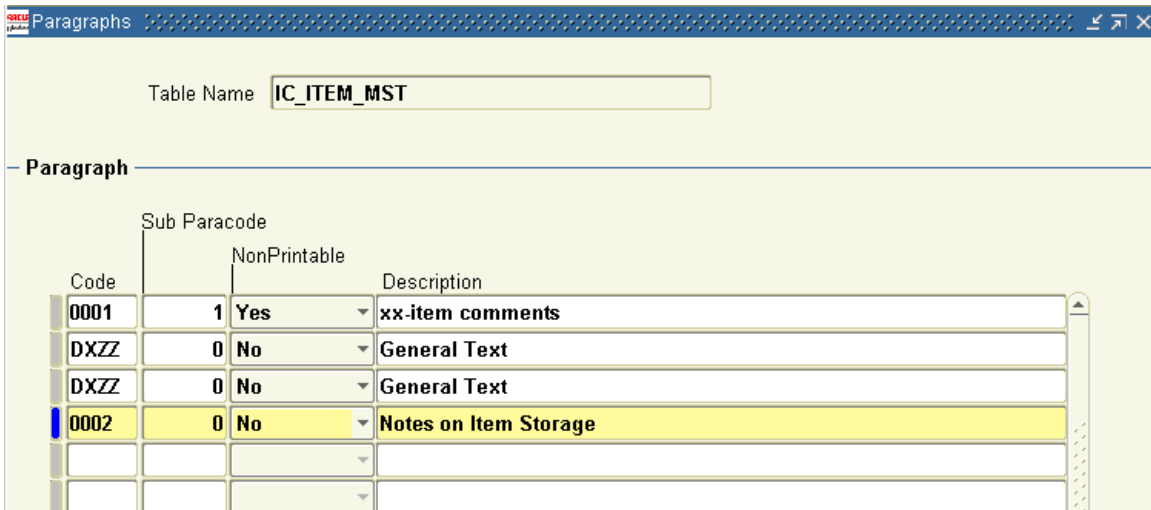 Paragraphs
Table Name IC_ITEM_MST
Paragraph
Sub Paracode
NonPrintable
Code Description
0001 1 Yes xx-item comments
DXZZ 0 No General Text
DXZZ 0 No General Text
0002 0 No Notes on Item Storage